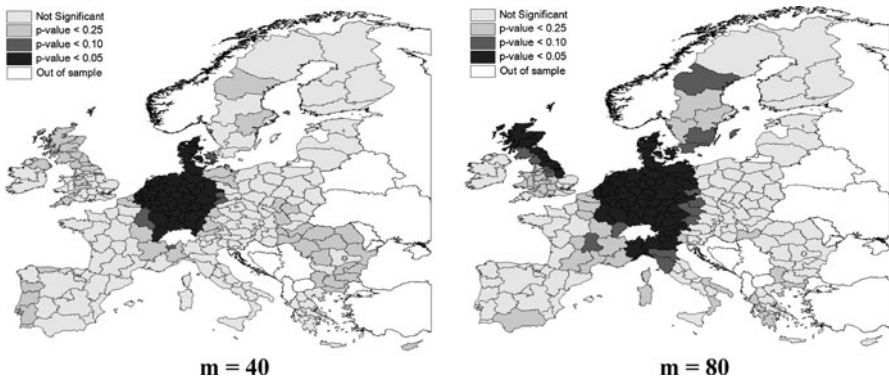 Not Significant
p-value < 0.25
p-value < 0.10
p-value < 0.05
Out of sample
m = 40
Not Significant
p-value < 0.25
p-value < 0.10
p-value < 0.05
Out of sample
m = 80